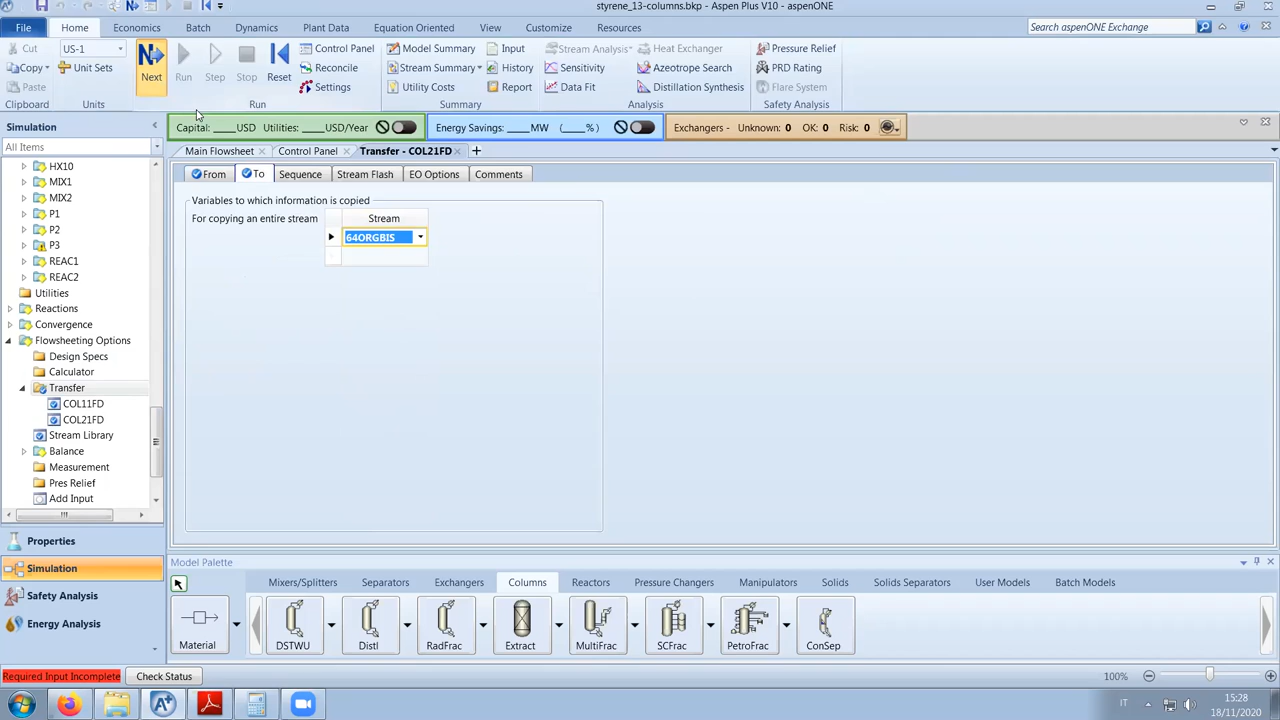 styrene_13-columns.bkp - Aspen Plus V10 - aspenONE
File Home Economics Batch Dynamics Plant Data Equation Oriented View Customize Resources Search aspenONE Exchange
Cut US-1 Control Panel Model Summary Input Stream Analysis Heat Exchanger Pressure Relief
Copy Unit Sets Next Run Step Stop Reset Reconcile Stream Summary History Sensitivity Azeotrope Search PRD Rating
Paste Settings Utility Costs Report Data Fit Distillation Synthesis Flare System
Clipboard Units Run Summary Analysis Safety Analysis
Simulation Capital: ____USD Utilities: ____USD/Year Energy Savings: ____MW (____%) Exchangers - Unknown: 0 OK: 0 Risk: 0
All Items Main Flowsheet Control Panel Transfer - COL21FD
HX10 From To Sequence Stream Flash EO Options Comments
MIX1
MIX2 Variables to which information is copied
P1 For copying an entire stream Stream
P2
P3 64ORGBIS
REAC1
REAC2
Utilities
Reactions
Convergence
Flowsheeting Options
Design Specs
Calculator
Transfer
COL11FD
COL21FD
Stream Library
Balance
Measurement
Pres Relief
Add Input
Properties
Simulation
Safety Analysis
Energy Analysis
Model Palette
Mixers/Splitters Separators Exchangers Columns Reactors Pressure Changers Manipulators Solids Solids Separators User Models Batch Models
Material DSTWU Distl RadFrac Extract MultiFrac SCFrac PetroFrac ConSep
Required Input Incomplete Check Status 100%
IT 15:28
18/11/2020